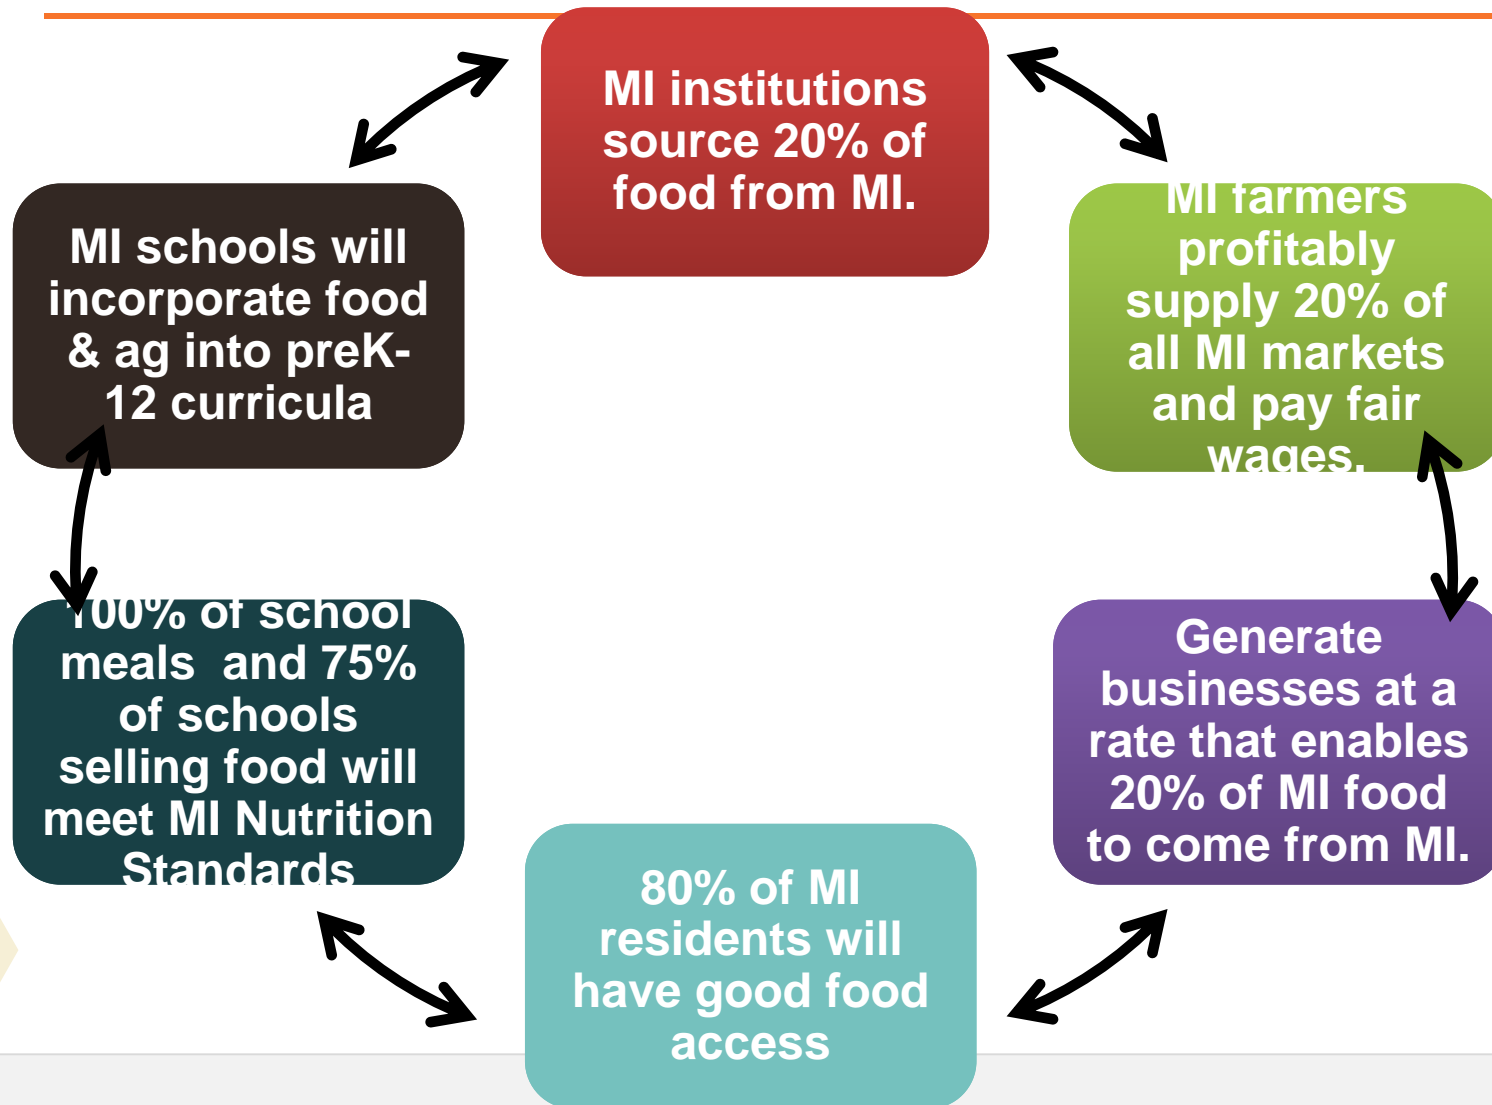 MI institutions
source 20% of
food from MI.
MI farmers
profitably
supply 20% of
all MI markets
and pay fair
wages.
Generate
businesses at a
rate that enables
20% of MI food
to come from MI.
80% of MI
residents will
have good food
access
100% of school
meals  and 75%
of schools
selling food will
meet MI Nutrition
Standards
MI schools will
incorporate food
& ag into preK-
12 curricula